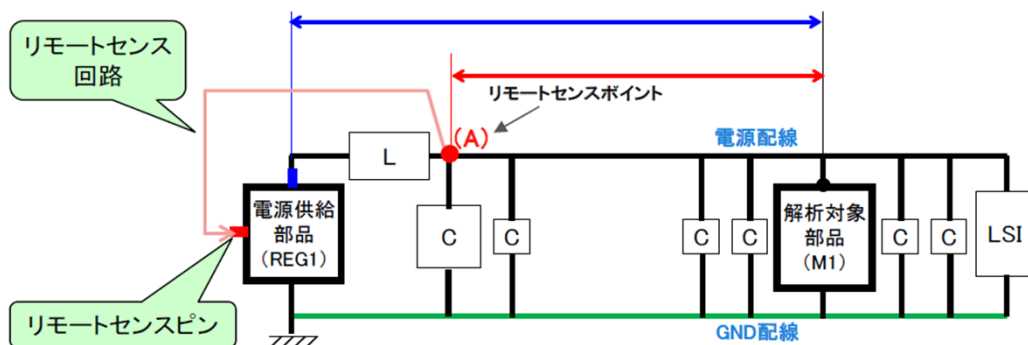 リモートセンス
回路
リモートセンスポイント
(A)
電源配線
L
電源供給
部品
(REG1)
C
C
C
C
解析対象
部品
(M1)
C
C
LSI
リモートセンスピン
GND配線